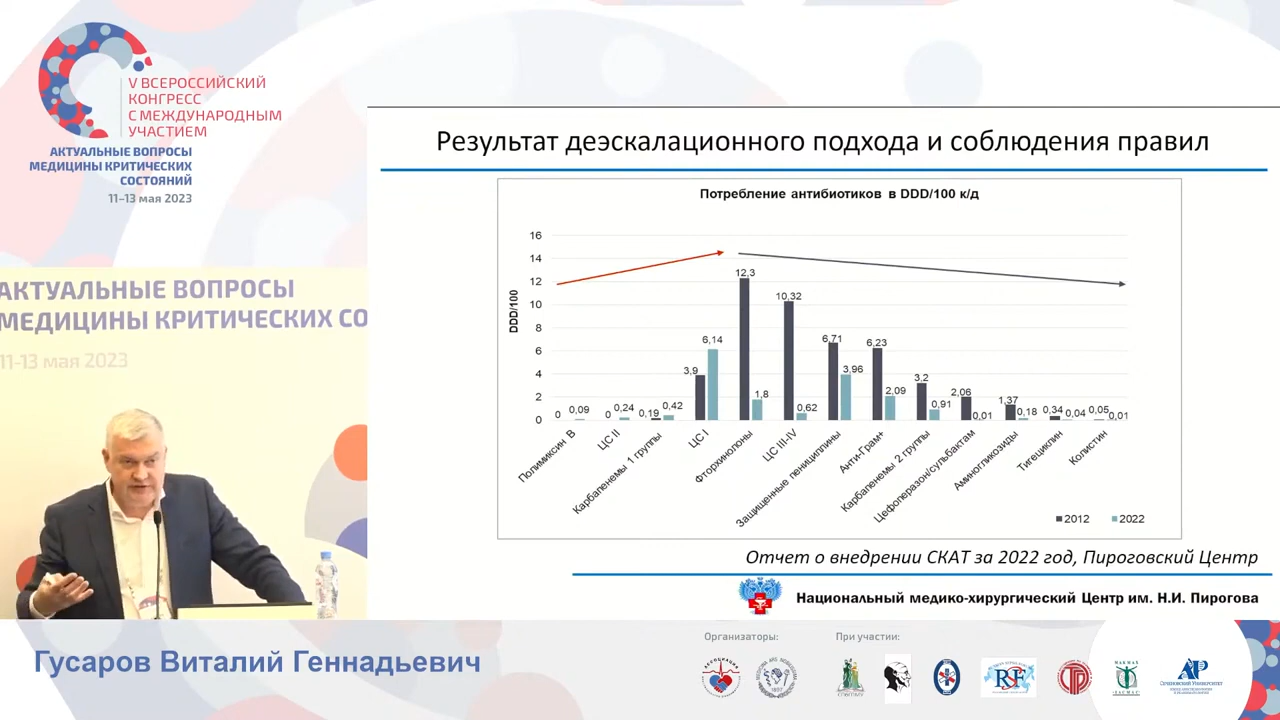 V ВСЕРОССИЙСКИЙ
КОНГРЕСС
С МЕЖДУНАРОДНЫМ
УЧАСТИЕМ
АКТУАЛЬНЫЕ ВОПРОСЫ
МЕДИЦИНЫ КРИТИЧЕСКИХ
СОСТОЯНИЙ
11–13 мая 2023
АКТУАЛЬНЫЕ ВОПРОСЫ
МЕДИЦИНЫ КРИТИЧЕСКИХ СО
11-13 мая 2023
Результат деэскалационного подхода и соблюдения правил
Потребление антибиотиков в DDD/100 к/д
DDD/100
16
14
12
10
8
6
4
2
0
0 0,09
0 0,24
0,19 0,42
3,9 6,14
12,3 1,8
10,32 0,62
6,71 3,96
6,23 2,09
3,2 0,91
2,06 0,01
1,37 0,18
0,34 0,04
0,05 0,01
Полимиксин В
ЦС II
Карбапенемы 1 группы
ЦС I
Фторхинолоны
ЦС III-IV
Защищенные пенициллины
Анти-Грам+
Карбапенемы 2 группы
Цефоперазон/сульбактам
Аминогликозиды
Тигециклин
Колистин
2012 2022
Отчет о внедрении СКАТ за 2022 год, Пироговский Центр
Национальный медико-хирургический Центр им. Н.И. Пирогова
Гусаров Виталий Геннадьевич
Организаторы:
При участии: